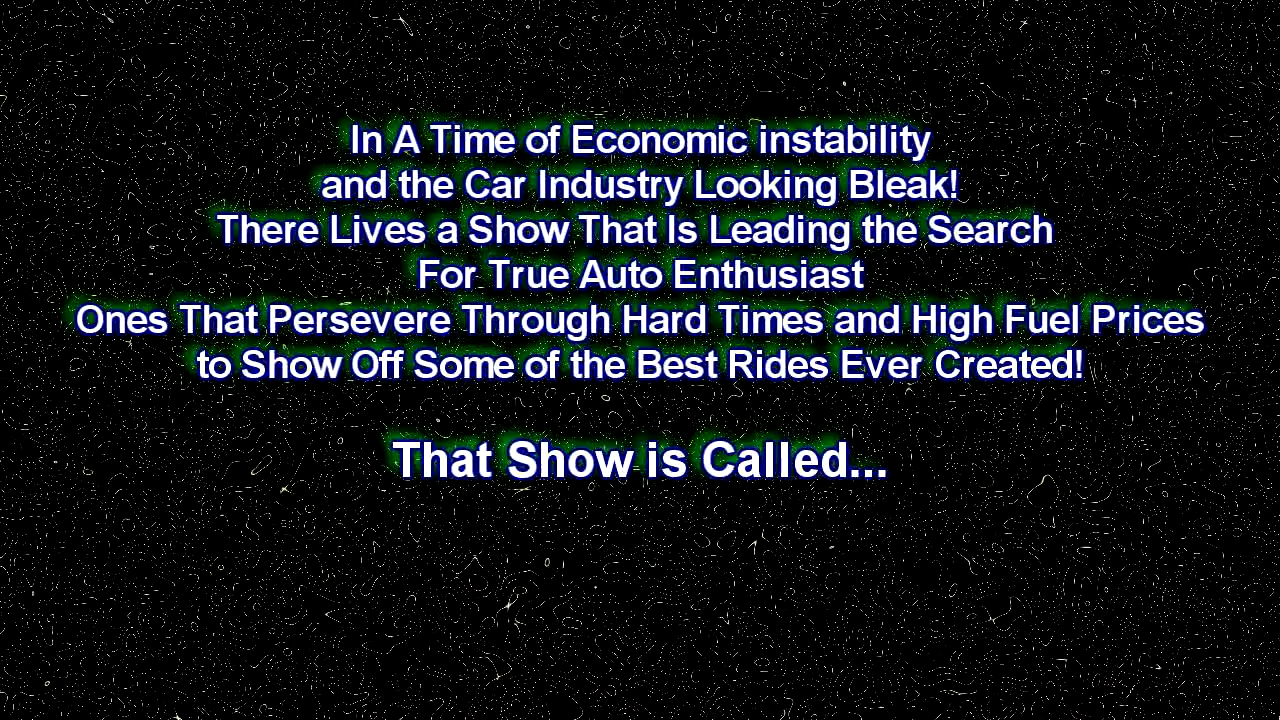 In A Time of Economic instability
and the Car Industry Looking Bleak!
There Lives a Show That Is Leading the Search
For True Auto Enthusiast
Ones That Persevere Through Hard Times and High Fuel Prices
to Show Off Some of the Best Rides Ever Created!
That Show is Called...